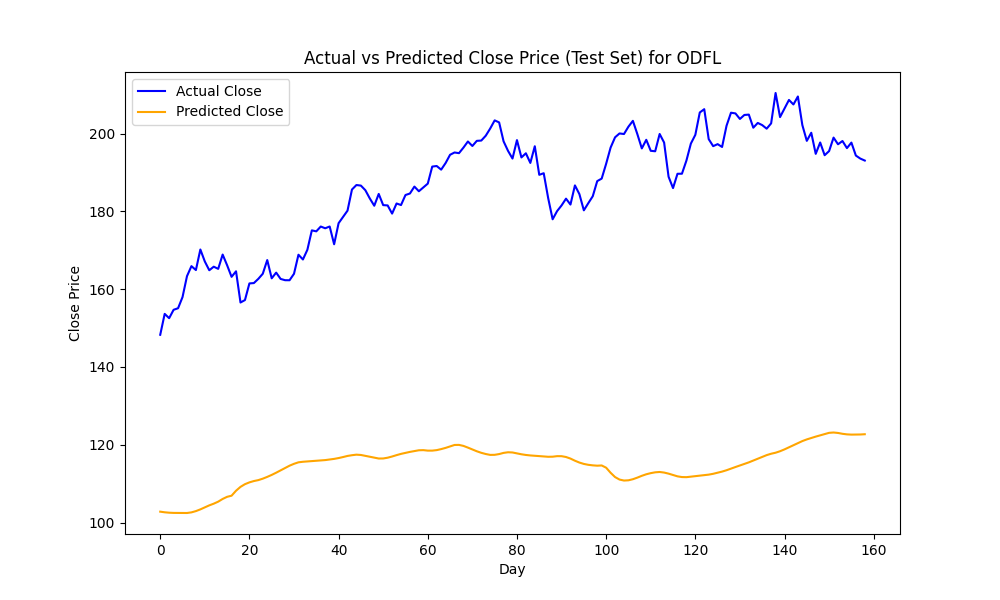 Actual vs Predicted Close Price (Test Set) for ODFL
Actual Close
Predicted Close
Close Price
200
180
160
140
120
100
0 20 40 60 80 100 120 140 160
Day